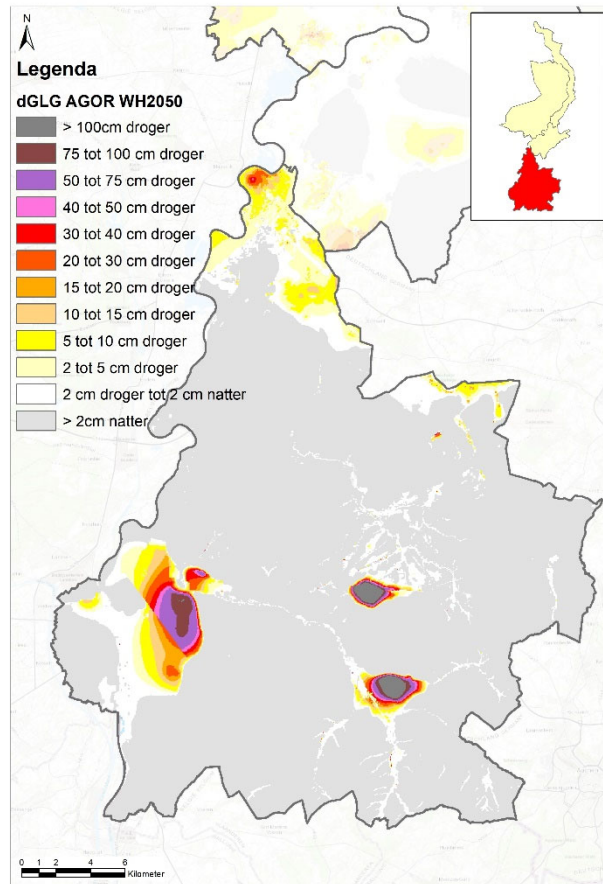 N
Legenda
dGLG AGOR WH2050
> 100cm droger
75 tot 100 cm droger
50 tot 75 cm droger
40 tot 50 cm droger
30 tot 40 cm droger
20 tot 30 cm droger
15 tot 20 cm droger
10 tot 15 cm droger
5 tot 10 cm droger
2 tot 5 cm droger
2 cm droger tot 2 cm natter
> 2cm natter
0 1 2 4 6
Kilometer